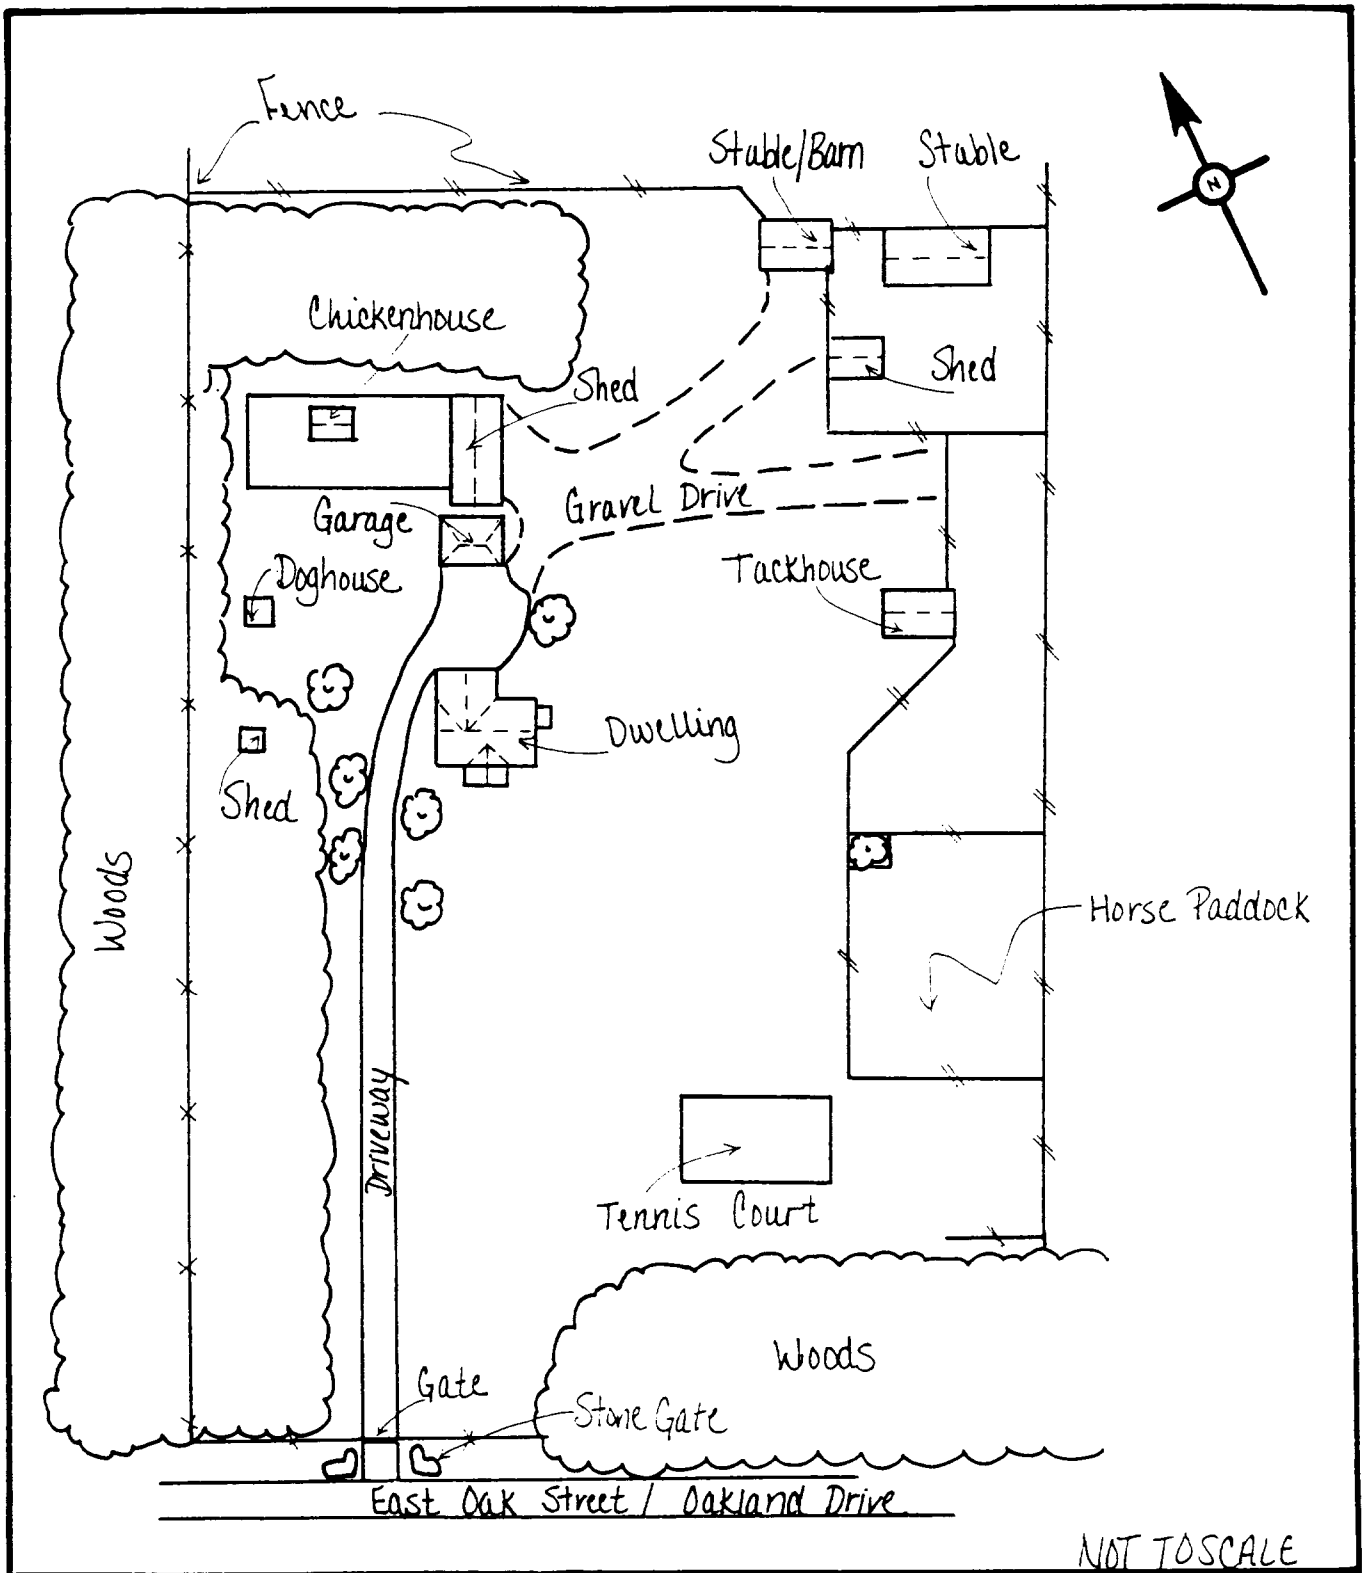 Fence
Stable/Barn
Stable
N
Chickenhouse
Shed
Shed
Gravel Drive
Garage
Doghouse
Tackhouse
Dwelling
Shed
Woods
Horse Paddock
Driveway
Tennis Court
Woods
Gate
Stone Gate
East Oak Street / Oakland Drive
NOT TO SCALE